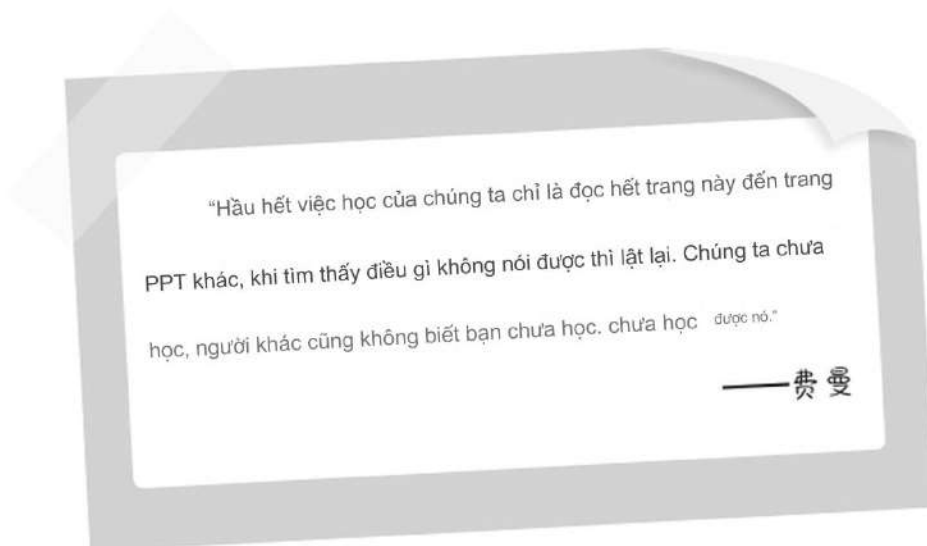 “Hầu hết việc học của chúng ta chỉ là đọc hết trang này đến trang
PPT khác, khi tìm thấy điều gì không nói được thì lật lại. Chúng ta chưa
học, người khác cũng không biết bạn chưa học. chưa học được nó.”
——费曼